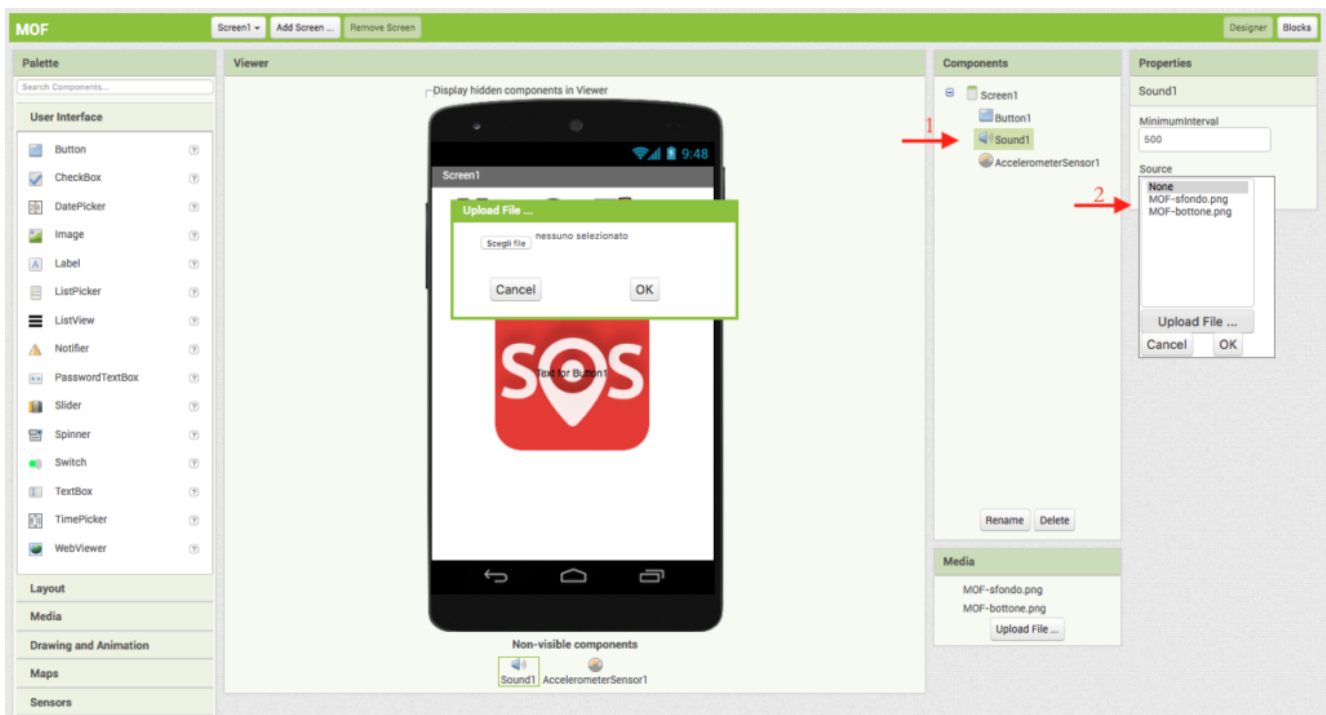 MOF
Screen1
Add Screen ...
Remove Screen
Designer
Blocks
Palette
Search Components...
User Interface
Button
CheckBox
DatePicker
Image
Label
ListPicker
ListView
Notifier
PasswordTextBox
Slider
Spinner
Switch
TextBox
TimePicker
WebViewer
Layout
Media
Drawing and Animation
Maps
Sensors
Viewer
Display hidden components in Viewer
9:48
Screen1
Upload File ...
Scegli file nessuno selezionato
Cancel
OK
SOS
Text for Button1
Non-visible components
Sound1
AccelerometerSensor1
Components
Screen1
Button1
1
Sound1
AccelerometerSensor1
Rename
Delete
Media
MOF-sfondo.png
MOF-bottone.png
Upload File ...
Properties
Sound1
MinimumInterval
500
Source
None
2
MOF-sfondo.png
MOF-bottone.png
Upload File ...
Cancel
OK